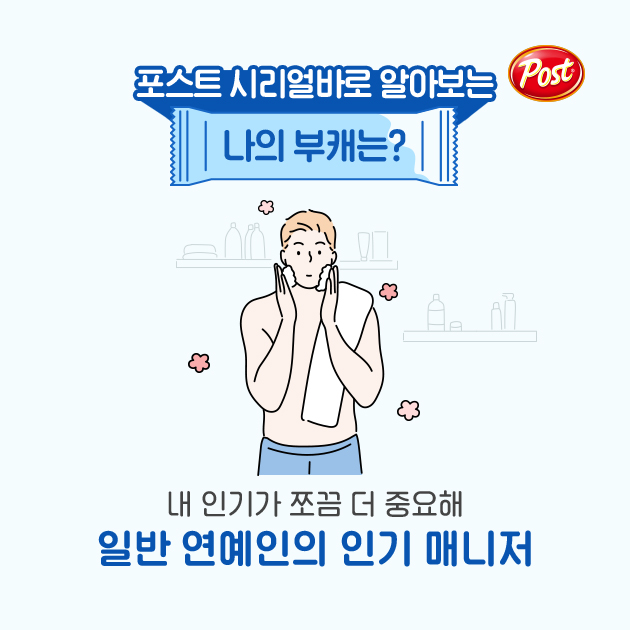 포스트 시리얼바로 알아보는
Post
나의 부캐는?
내 인기가 쪼끔 더 중요해
일반 연예인의 인기 매니저